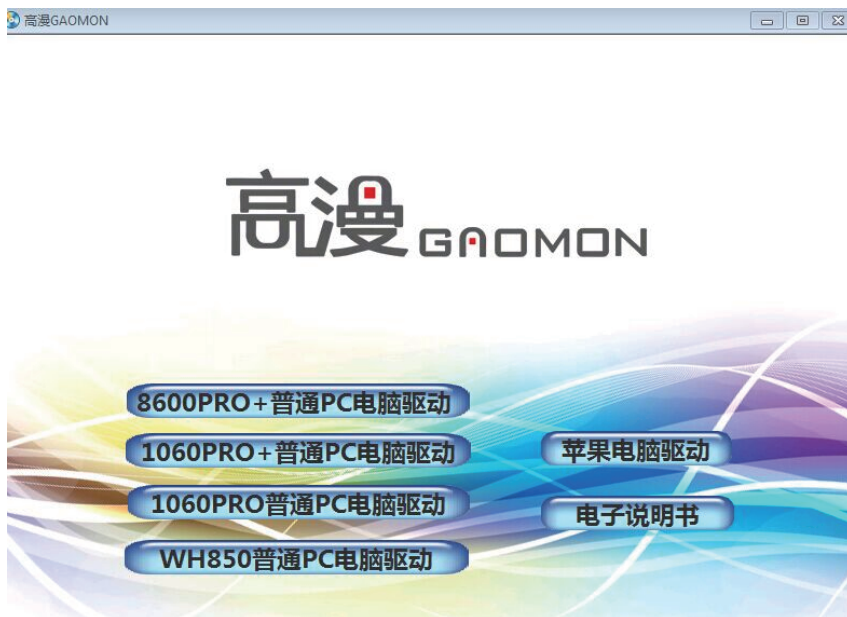 高漫GAOMON
高漫 GAOMON
8600PRO+普通PC电脑驱动
1060PRO+普通PC电脑驱动
1060PRO普通PC电脑驱动
WH850普通PC电脑驱动
苹果电脑驱动
电子说明书